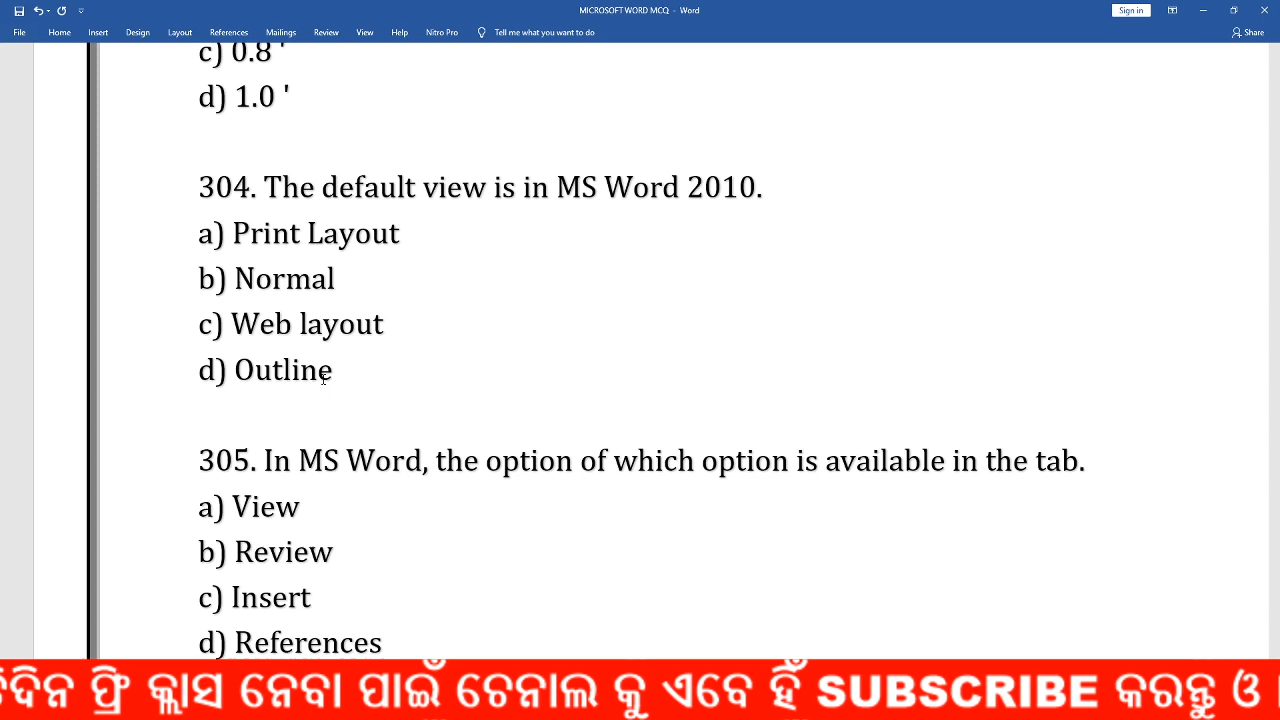 MICROSOFT WORD MCQ - Word
Sign in
File Home Insert Design Layout References Mailings Review View Help Nitro Pro Tell me what you want to do Share
c) 0.8 '
d) 1.0 '
304. The default view is in MS Word 2010.
a) Print Layout
b) Normal
c) Web layout
d) Outline
305. In MS Word, the option of which option is available in the tab.
a) View
b) Review
c) Insert
d) References
ଫ୍ରି କ୍ଲାସ ନେବା ପାଇଁ ଚେନାଲ କୁ ଏବେ ହିଁ SUBSCRIBE କରନ୍ତୁ ଓ